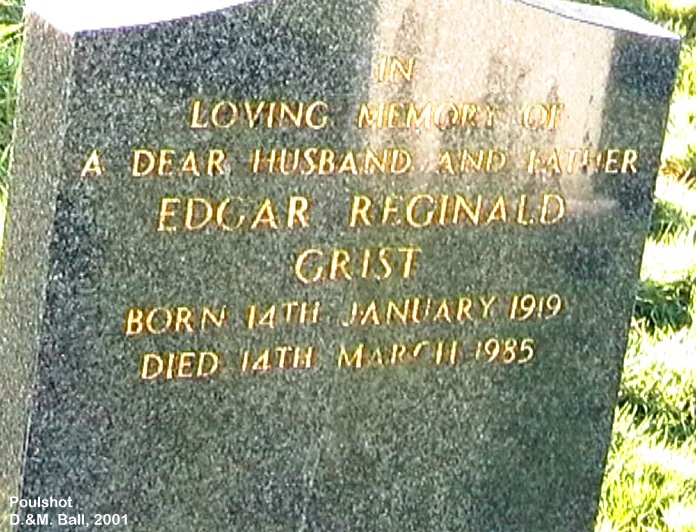 IN
LOVING MEMORY OF
A DEAR HUSBAND AND FATHER
EDGAR REGINALD
GRIST
BORN 14TH JANUARY 1919
DIED 14TH MARCH 1985
Poulshot
D.&M. Ball, 2001